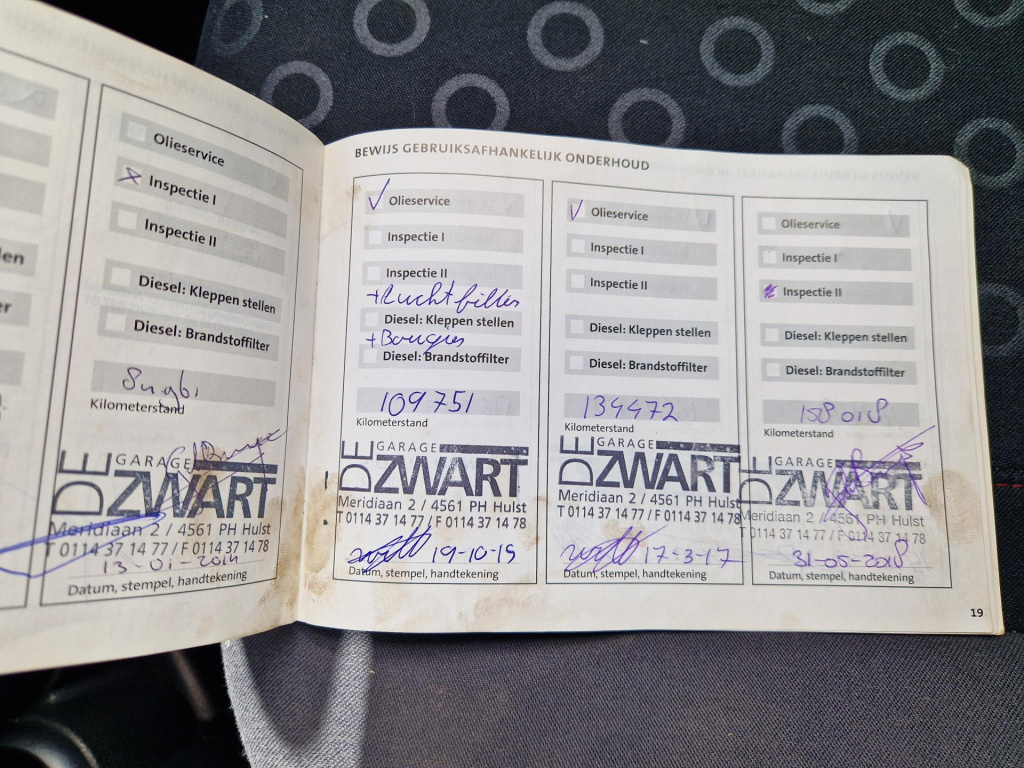 Olieservice
Inspectie I
Inspectie II
Diesel: Kleppen stellen
Diesel: Brandstoffilter
Kilometerstand
DE
GARAGE
ZWART
Meridiaan 2 / 4561 PH Hulst
T 0114 37 14 77 / F 0114 37 14 78
13-01-2014
Datum, stempel, handtekening
len
er
BEWIJS GEBRUIKSAFHANKELIJK ONDERHOUD
Olieservice
Inspectie I
Inspectie II
+ Luchtfilter
Diesel: Kleppen stellen
+ Bougies
Diesel: Brandstoffilter
109751
Kilometerstand
DE
GARAGE
ZWART
Meridiaan 2 / 4561 PH Hulst
T 0114 37 14 77 / F 0114 37 14 78
19-10-15
Datum, stempel, handtekening
Olieservice
Inspectie I
Inspectie II
Diesel: Kleppen stellen
Diesel: Brandstoffilter
134472
Kilometerstand
DE
GARAGE
ZWART
Meridiaan 2 / 4561 PH Hulst
T 0114 37 14 77 / F 0114 37 14 78
17-3-17
Datum, stempel, handtekening
Olieservice
Inspectie I
Inspectie II
Diesel: Kleppen stellen
Diesel: Brandstoffilter
158018
Kilometerstand
DE
GARAGE
ZWART
Meridiaan 2 / 4561 PH Hulst
T 0114 37 14 77 / F 0114 37 14 78
31-05-2018
Datum, stempel, handtekening
19